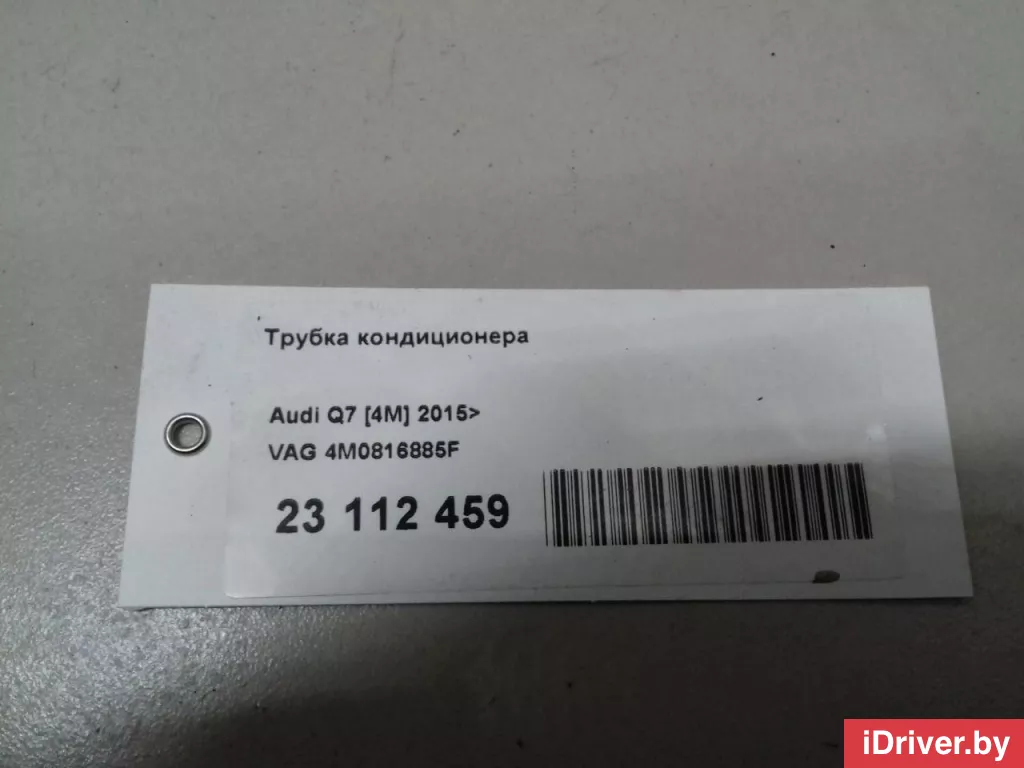 Трубка кондиционера
Audi Q7 [4M] 2015>
VAG 4M0816885F
23 112 459
iDriver.by